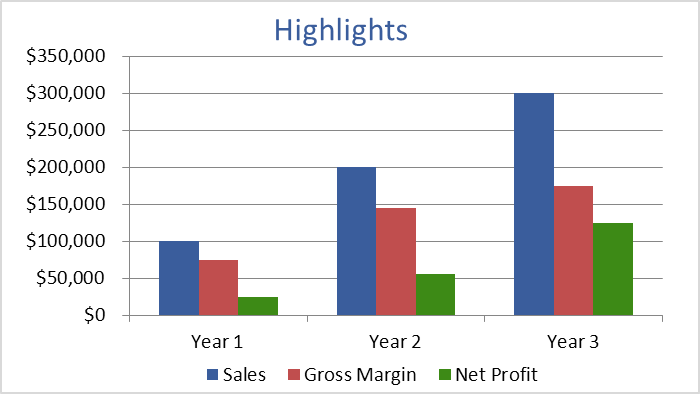 Highlights
$350,000
$300,000
$250,000
$200,000
$150,000
$100,000
$50,000
$0
Year 1 Year 2 Year 3
Sales Gross Margin Net Profit